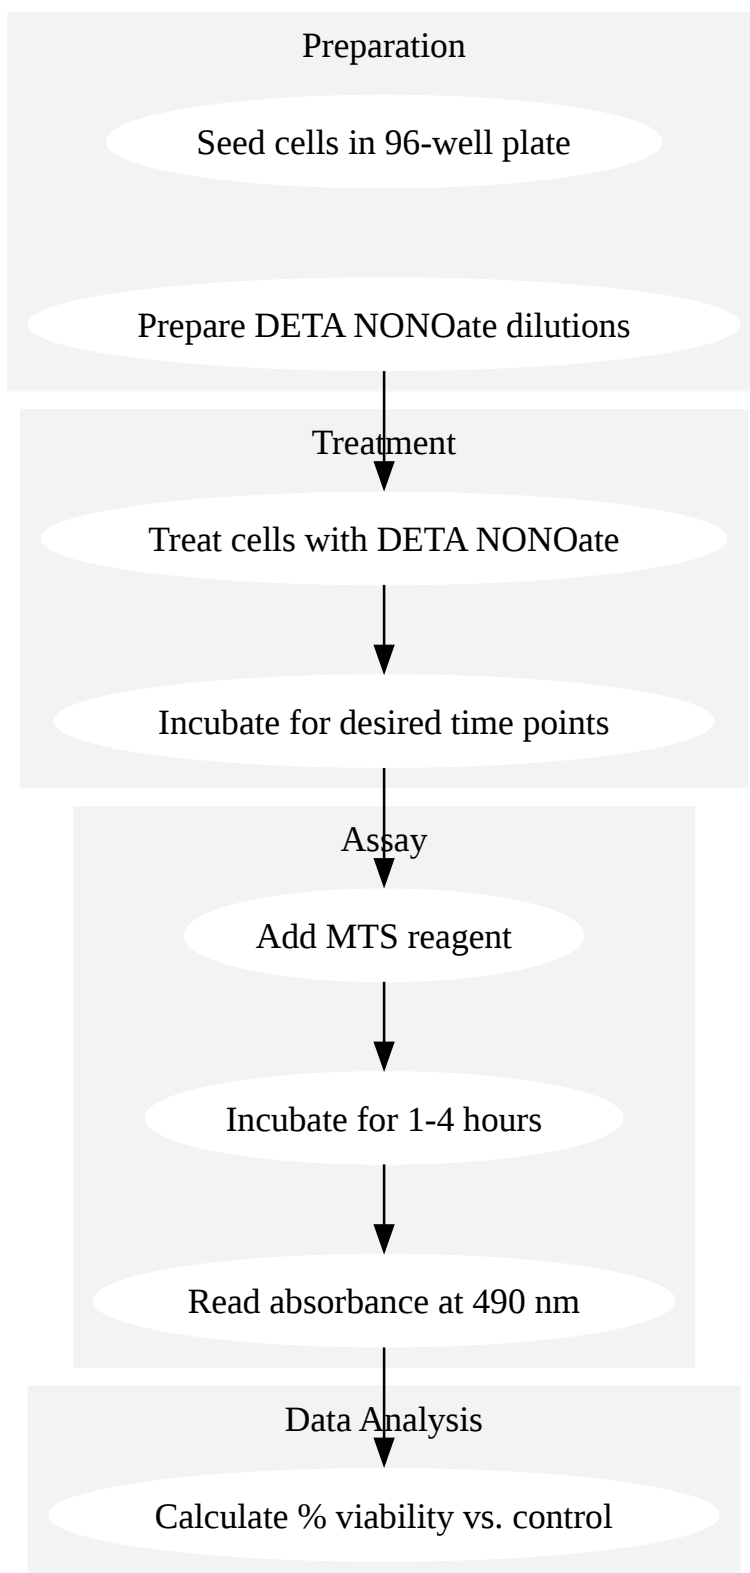 Preparation
Seed cells in 96-well plate
Prepare DETA NONOate dilutions
Treatment
Treat cells with DETA NONOate
Incubate for desired time points
Assay
Add MTS reagent
Incubate for 1-4 hours
Read absorbance at 490 nm
Data Analysis
Calculate % viability vs. control